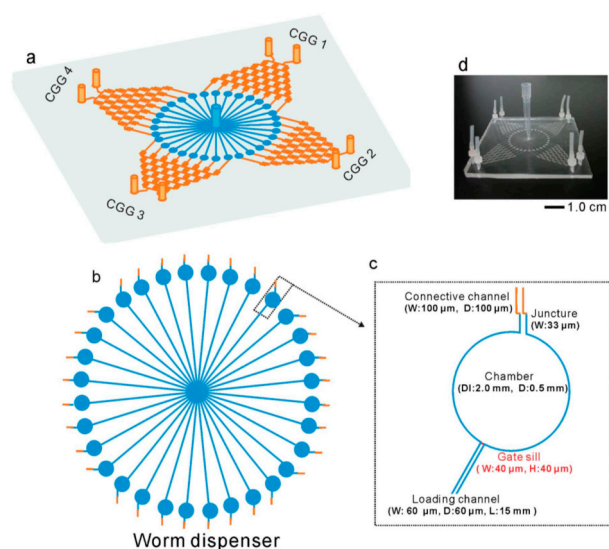 a
CGG 1
CGG 4
CGG 2
CGG 3
d
1.0 cm
b
Worm dispenser
c
Connective channel
(W:100 µm, D:100 µm)
Juncture
(W:33 µm)
Chamber
(DI:2.0 mm, D:0.5 mm)
Gate sill
( W:40 µm, H:40 µm)
Loading channel
(W: 60 µm, D:60 µm, L:15 mm )